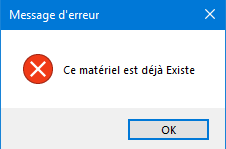 Message d'erreur
Ce matériel est déjà Existe
OK